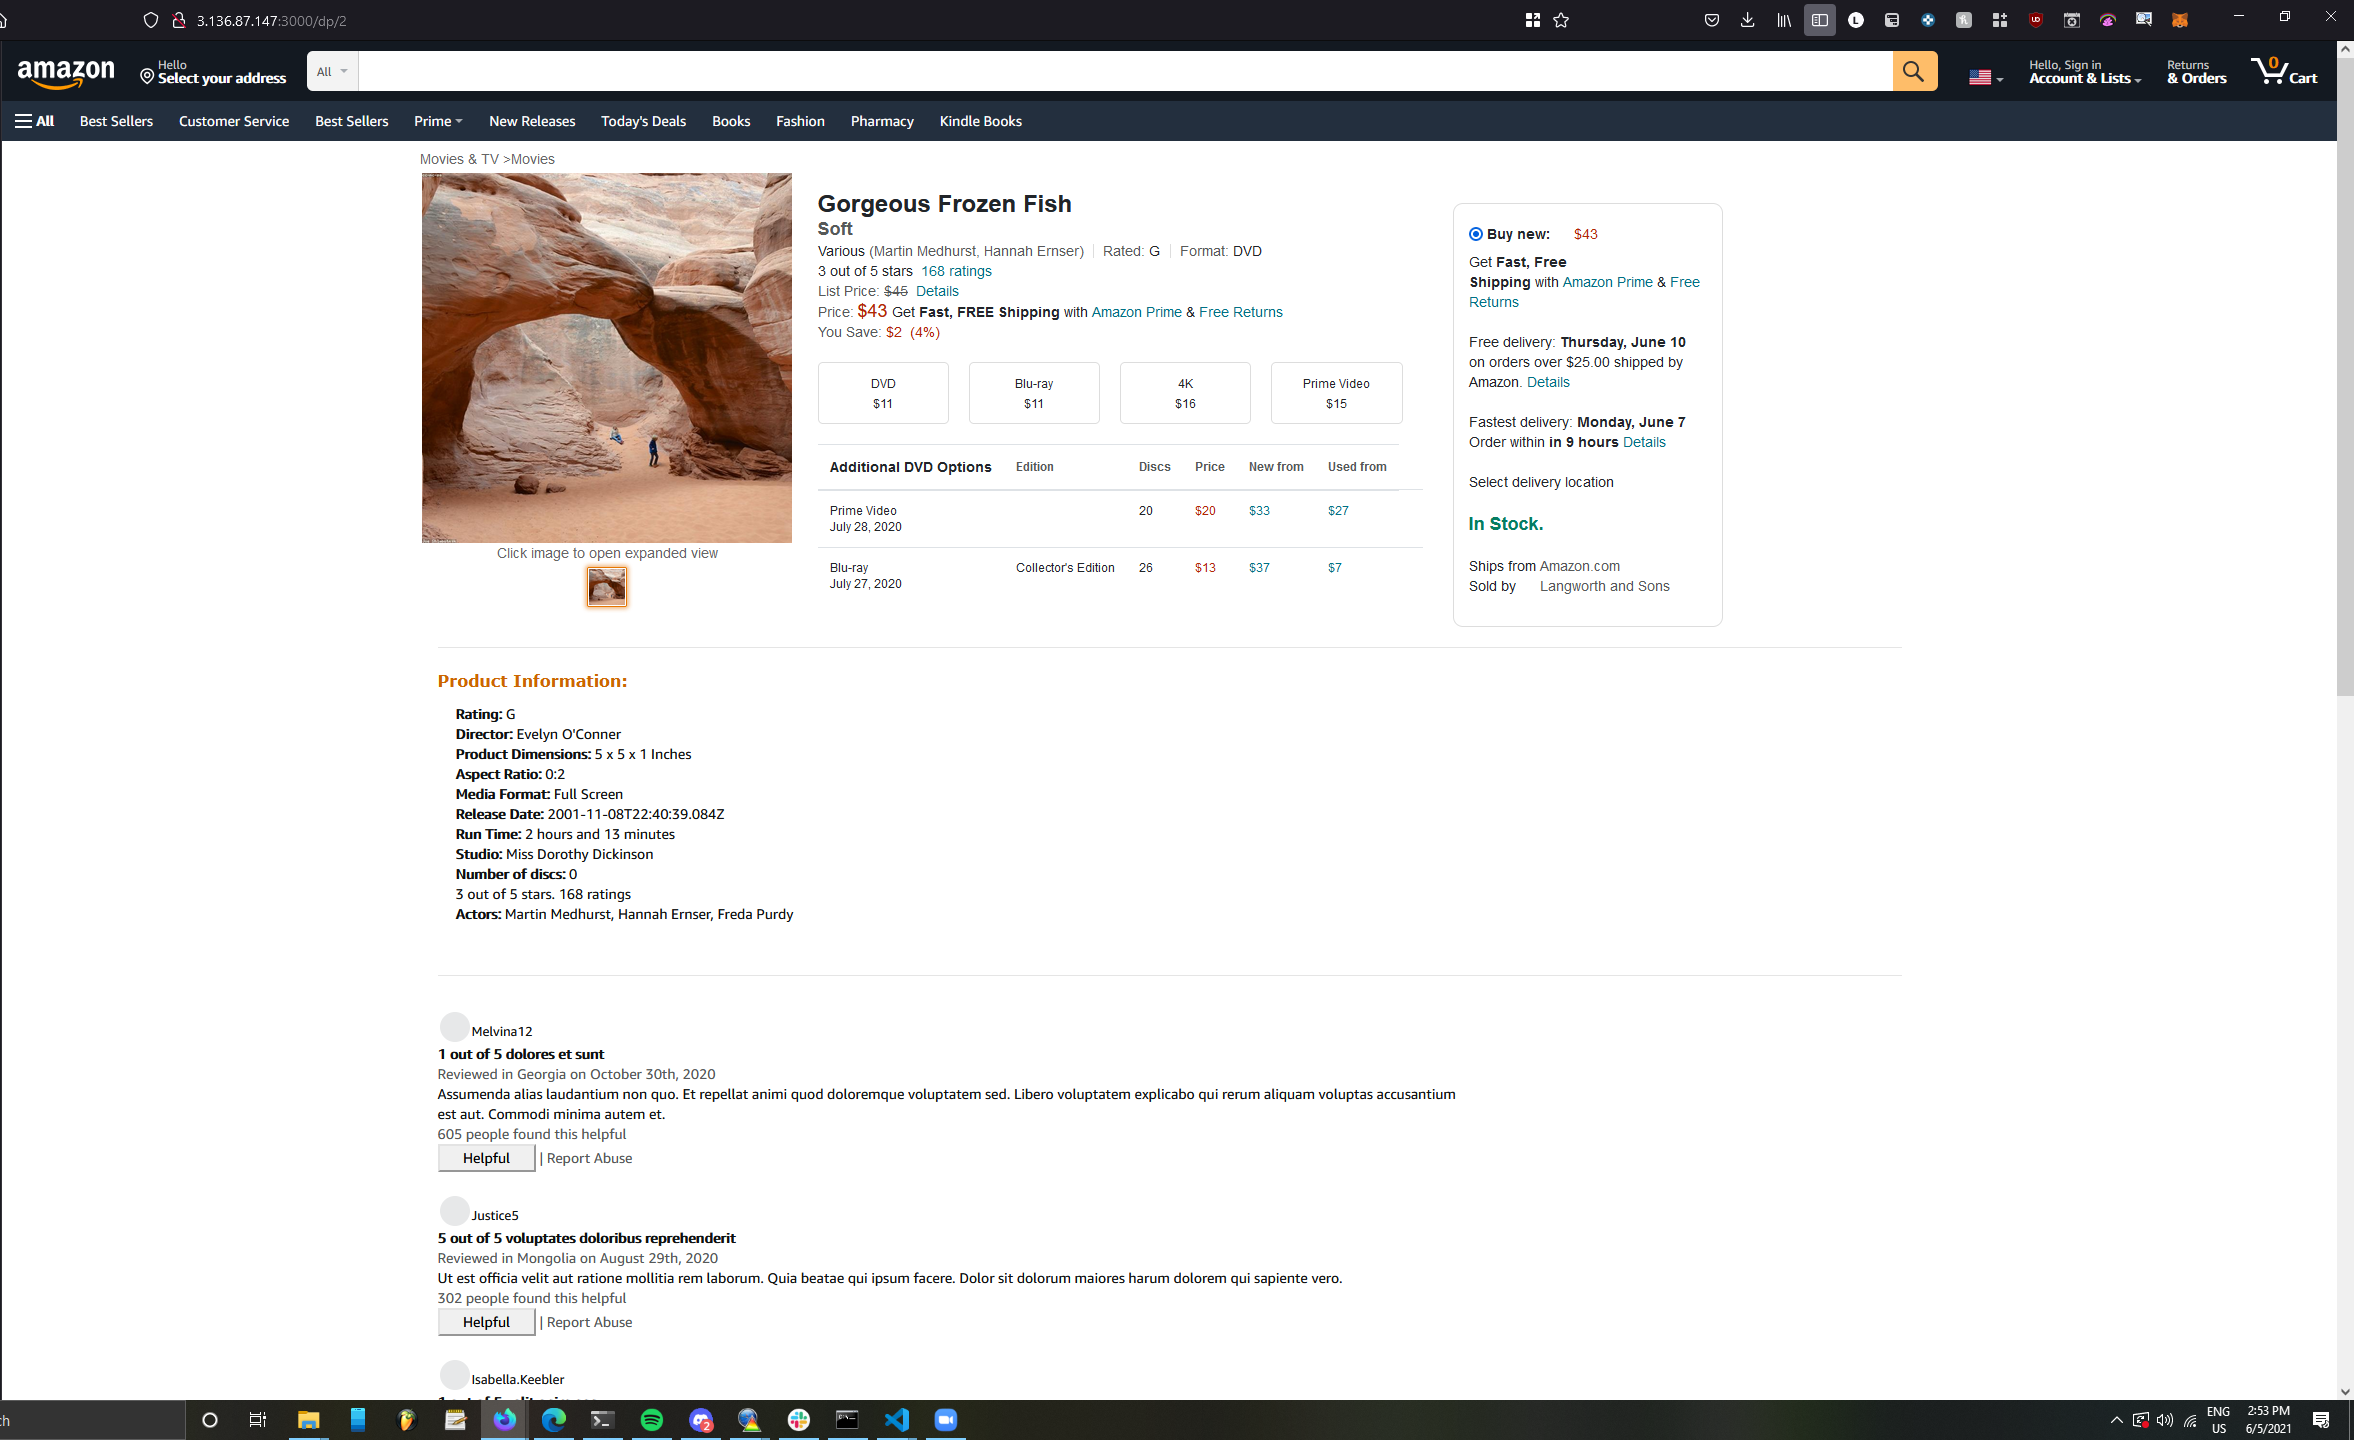 3.136.87.147:3000/dp/2
amazon
Hello
Select your address
All
Hello, Sign in
Account & Lists
Returns
& Orders
0
Cart
All
Best Sellers
Customer Service
Best Sellers
Prime
New Releases
Today's Deals
Books
Fashion
Pharmacy
Kindle Books
Movies & TV >Movies
Click image to open expanded view
Gorgeous Frozen Fish
Soft
Various (Martin Medhurst, Hannah Ernser) Rated: G Format: DVD
3 out of 5 stars 168 ratings
List Price: $45 Details
Price: $43 Get Fast, FREE Shipping with Amazon Prime & Free Returns
You Save: $2 (4%)
DVD
$11
Blu-ray
$11
4K
$16
Prime Video
$15
Additional DVD Options Edition Discs Price New from Used from
Prime Video 20 $20 $33 $27
July 28, 2020
Blu-ray Collector's Edition 26 $13 $37 $7
July 27, 2020
Buy new: $43
Get Fast, Free
Shipping with Amazon Prime & Free
Returns
Free delivery: Thursday, June 10
on orders over $25.00 shipped by
Amazon. Details
Fastest delivery: Monday, June 7
Order within in 9 hours Details
Select delivery location
In Stock.
Ships from Amazon.com
Sold by Langworth and Sons
Product Information:
Rating: G
Director: Evelyn O'Conner
Product Dimensions: 5 x 5 x 1 Inches
Aspect Ratio: 0:2
Media Format: Full Screen
Release Date: 2001-11-08T22:40:39.084Z
Run Time: 2 hours and 13 minutes
Studio: Miss Dorothy Dickinson
Number of discs: 0
3 out of 5 stars. 168 ratings
Actors: Martin Medhurst, Hannah Ernser, Freda Purdy
Melvina12
1 out of 5 dolores et sunt
Reviewed in Georgia on October 30th, 2020
Assumenda alias laudantium non quo. Et repellat animi quod doloremque voluptatem sed. Libero voluptatem explicabo qui rerum aliquam voluptas accusantium
est aut. Commodi minima autem et.
605 people found this helpful
Helpful | Report Abuse
Justice5
5 out of 5 voluptates doloribus reprehenderit
Reviewed in Mongolia on August 29th, 2020
Ut est officia velit aut ratione mollitia rem laborum. Quia beatae qui ipsum facere. Dolor sit dolorum maiores harum dolorem qui sapiente vero.
302 people found this helpful
Helpful | Report Abuse
Isabella.Keebler
ch
ENG
US
2:53 PM
6/5/2021